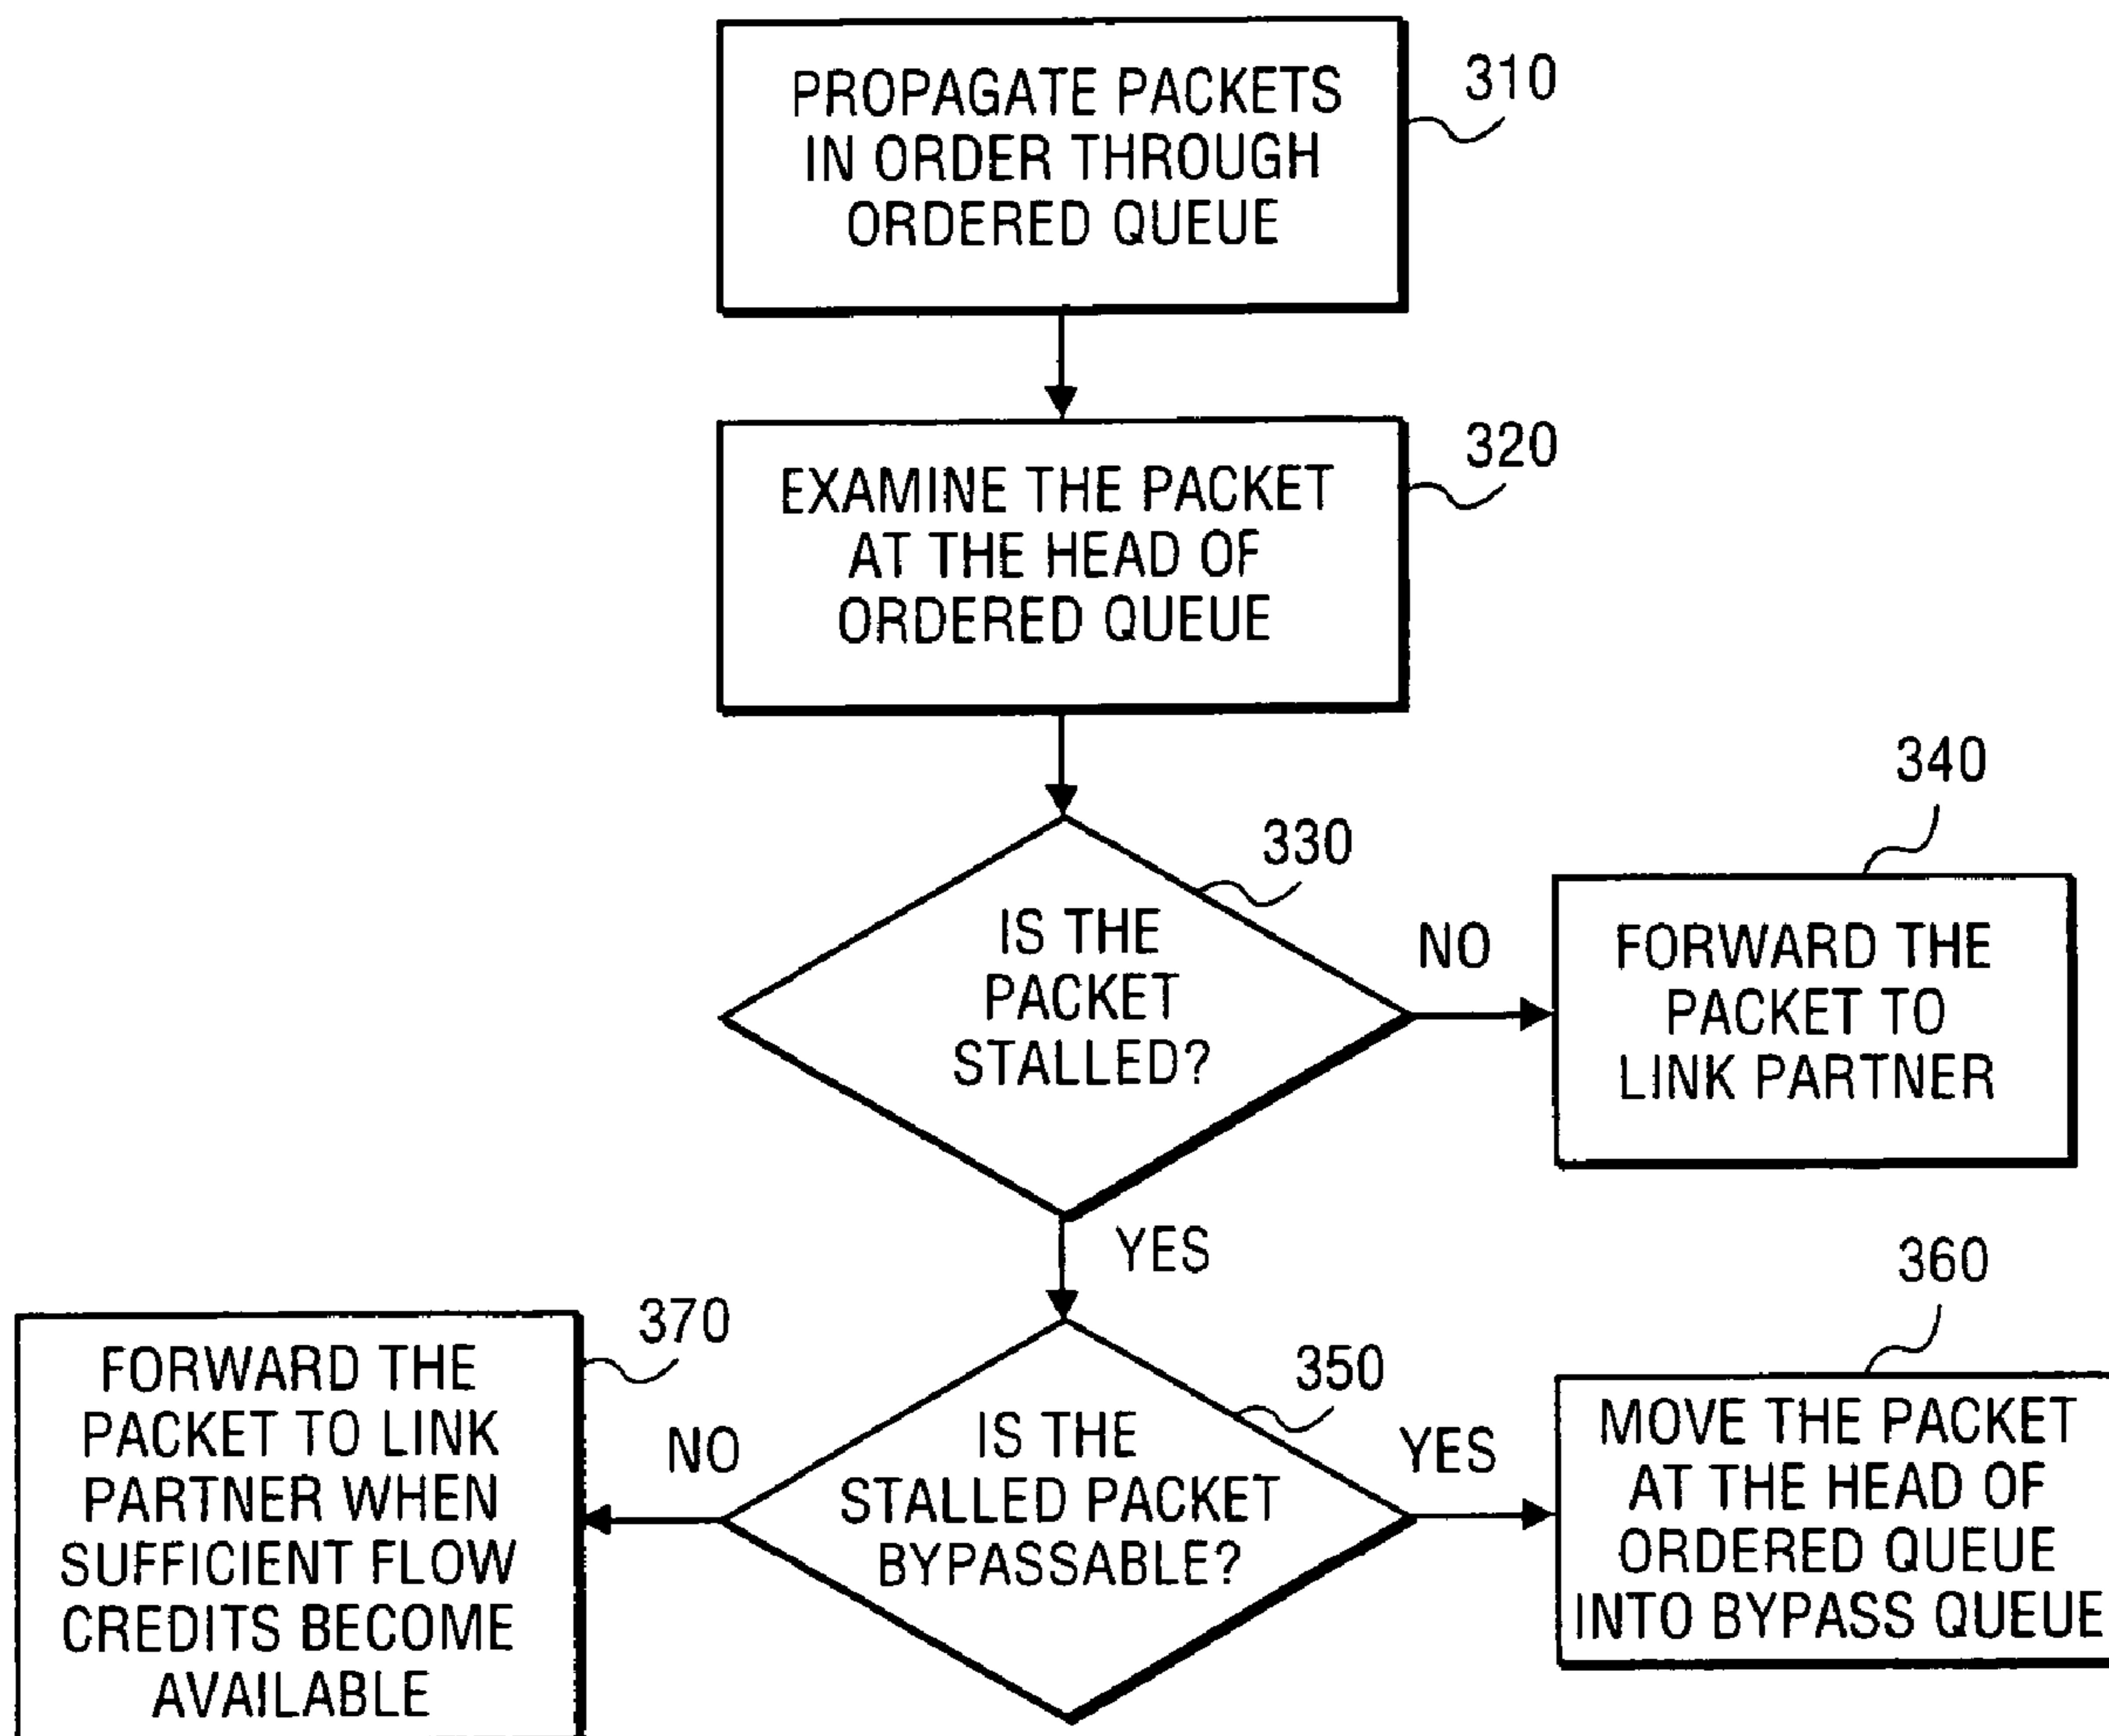 PROPAGATE PACKETS
IN ORDER THROUGH
ORDERED QUEUE
310
EXAMINE THE PACKET
AT THE HEAD OF
ORDERED QUEUE
320
IS THE
PACKET
STALLED?
330
NO
FORWARD THE
PACKET TO
LINK PARTNER
340
YES
IS THE
STALLED PACKET
BYPASSABLE?
350
NO
FORWARD THE
PACKET TO LINK
PARTNER WHEN
SUFFICIENT FLOW
CREDITS BECOME
AVAILABLE
370
YES
MOVE THE PACKET
AT THE HEAD OF
ORDERED QUEUE
INTO BYPASS QUEUE
360